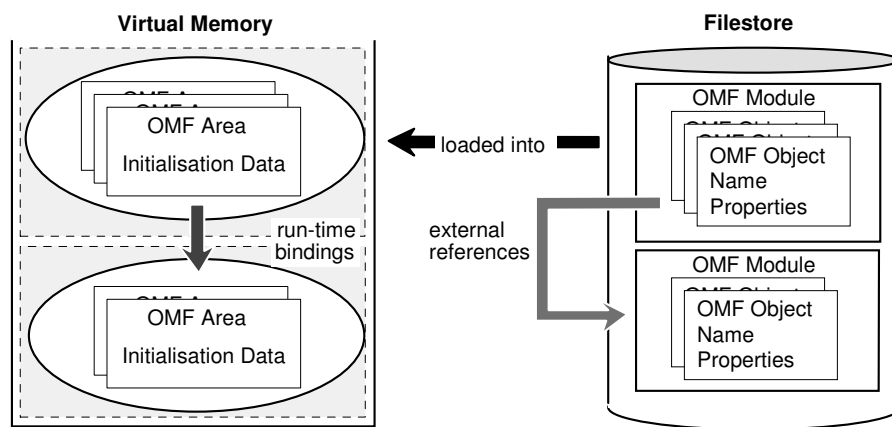 Virtual Memory
OMF Area
Initialisation Data
run-time
bindings
OMF Area
Initialisation Data
loaded into
external
references
Filestore
OMF Module
OMF Object
Name
Properties
OMF Module
OMF Object
Name
Properties